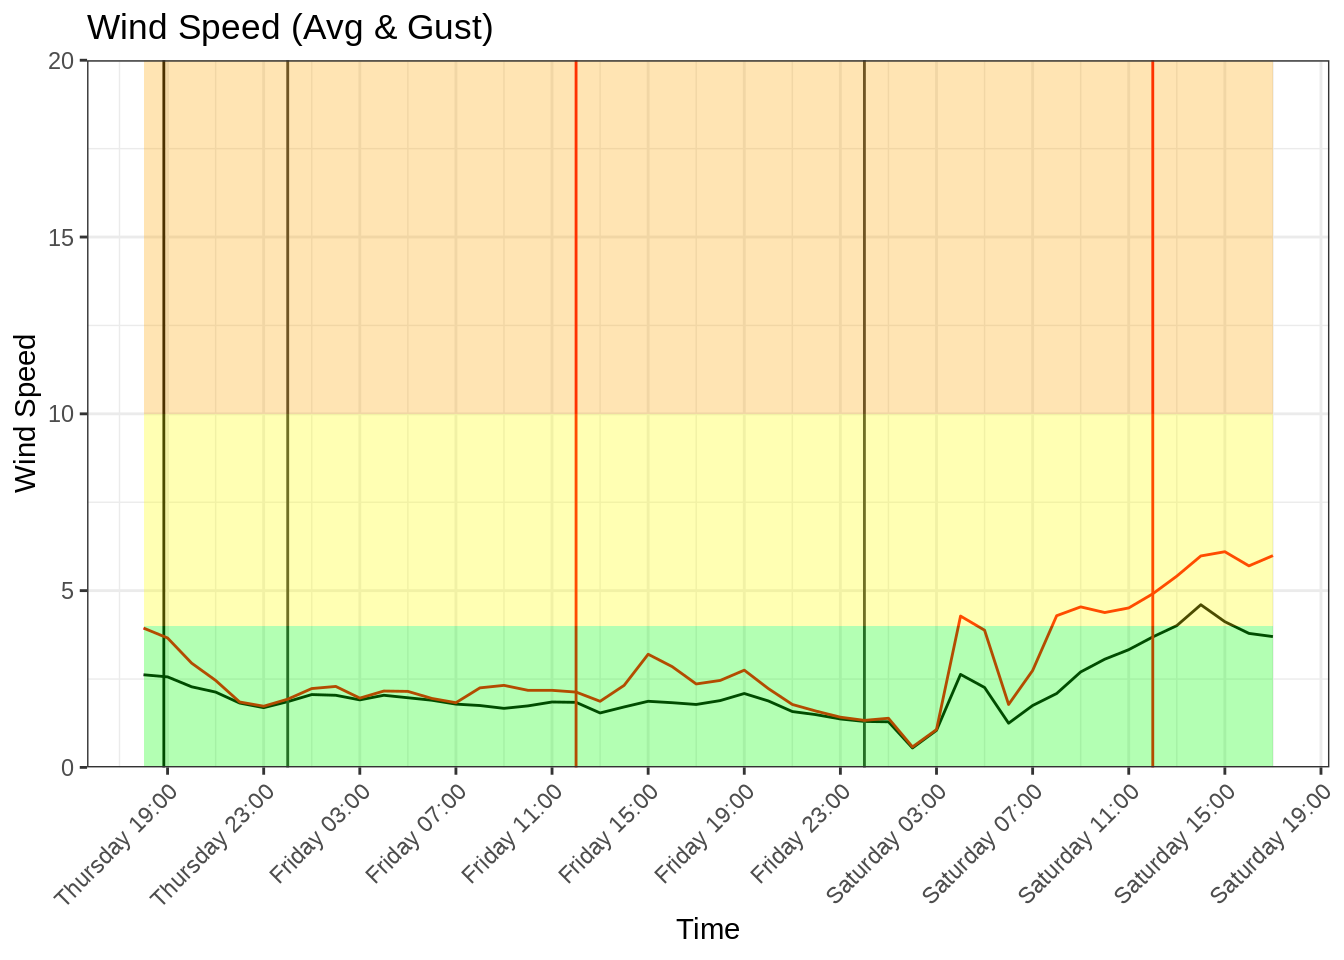 Wind Speed (Avg & Gust)
20
15
10
5
0
Wind Speed
Thursday 19:00
Thursday 23:00
Friday 03:00
Friday 07:00
Friday 11:00
Friday 15:00
Friday 19:00
Friday 23:00
Saturday 03:00
Saturday 07:00
Saturday 11:00
Saturday 15:00
Saturday 19:00
Time